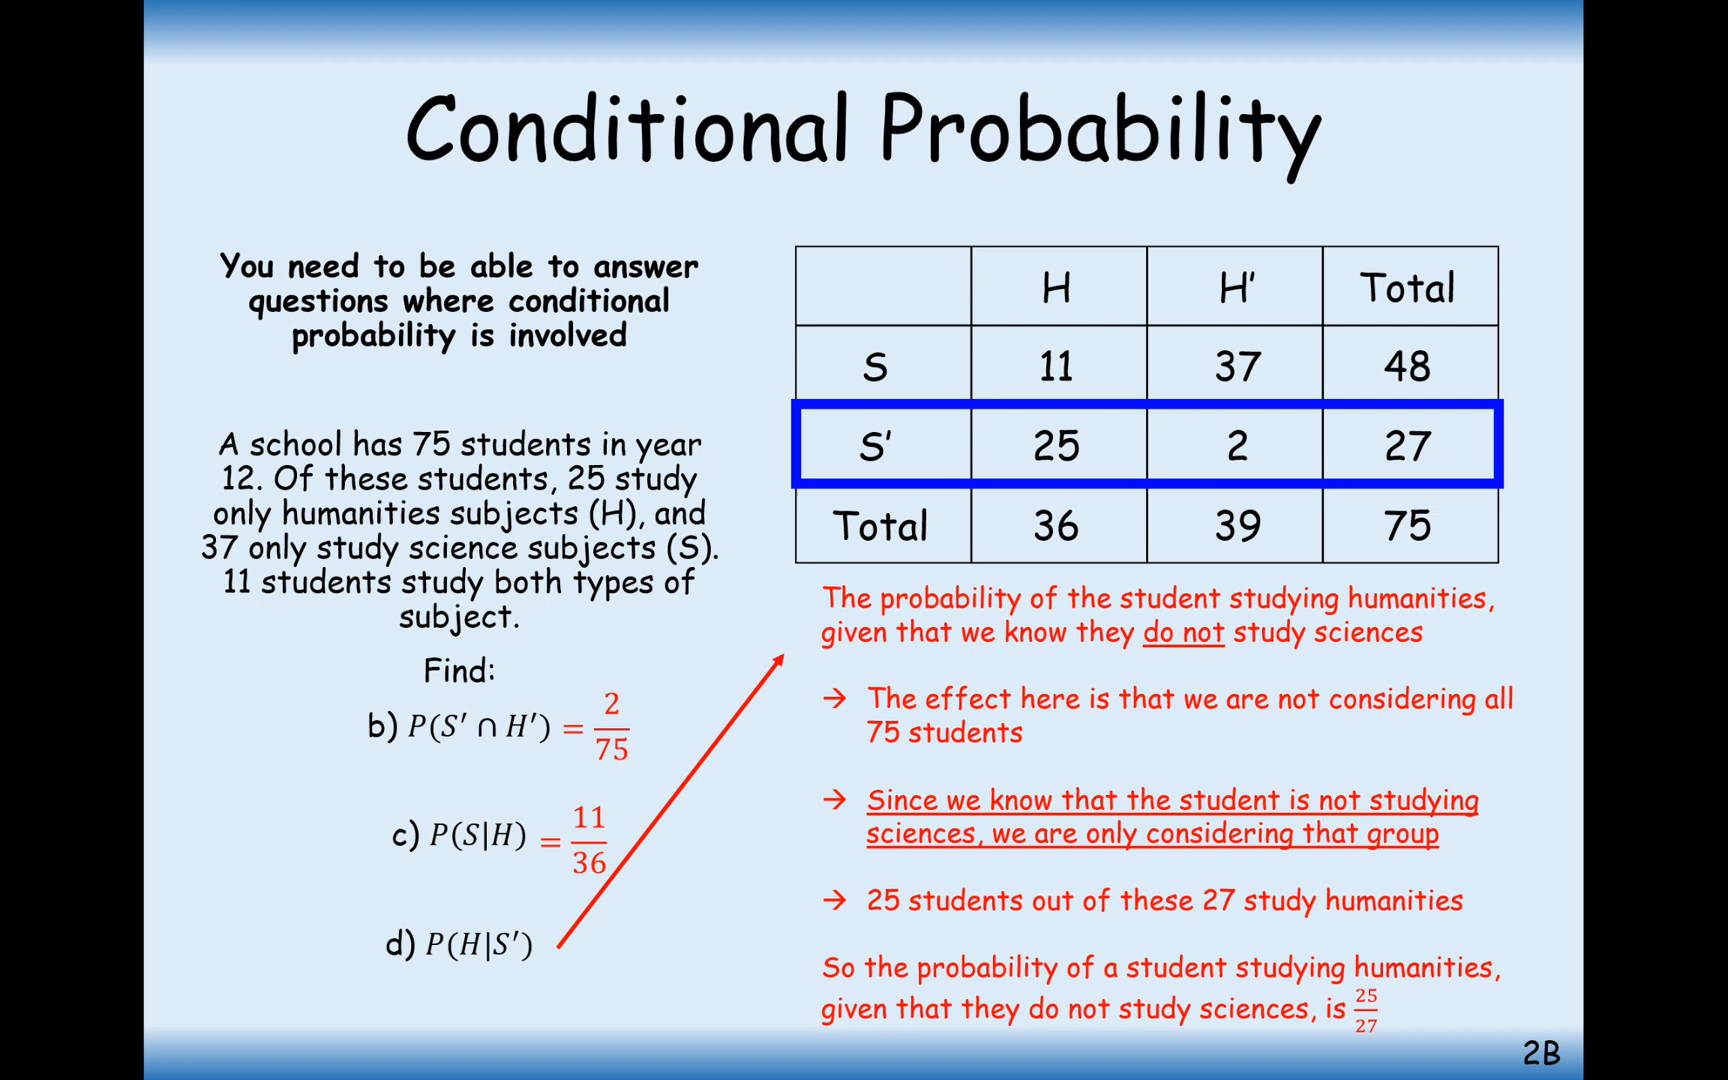 Conditional Probability
You need to be able to answer
questions where conditional
probability is involved
A school has 75 students in year
12. Of these students, 25 study
only humanities subjects (H), and
37 only study science subjects (S).
11 students study both types of
subject.
Find:
b) P(S′ ∩ H′) = 2/75
c) P(S|H) = 11/36
d) P(H|S′)
H H' Total
S 11 37 48
S' 25 2 27
Total 36 39 75
The probability of the student studying humanities,
given that we know they do not study sciences
→ The effect here is that we are not considering all
75 students
→ Since we know that the student is not studying
sciences, we are only considering that group
→ 25 students out of these 27 study humanities
So the probability of a student studying humanities,
given that they do not study sciences, is 25/27
2B